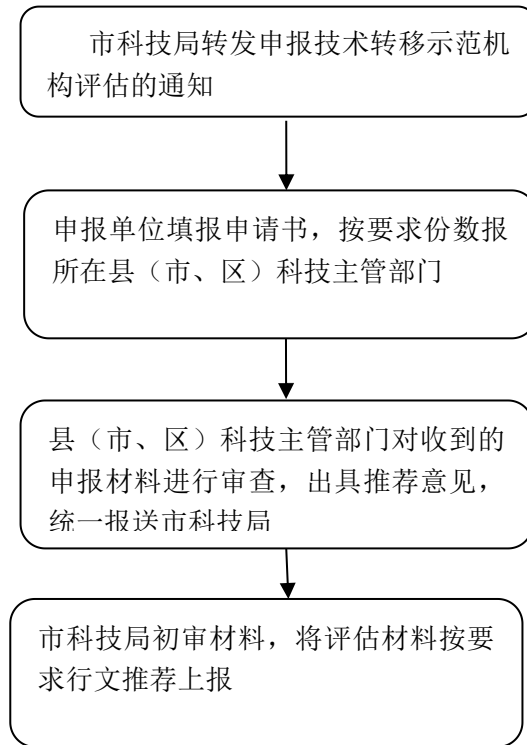 市科技局转发申报技术转移示范机
构评估的通知
申报单位填报申请书，按要求份数报
所在县（市、区）科技主管部门
县（市、区）科技主管部门对收到的
申报材料进行审查，出具推荐意见，
统一报送市科技局
市科技局初审材料，将评估材料按要
求行文推荐上报